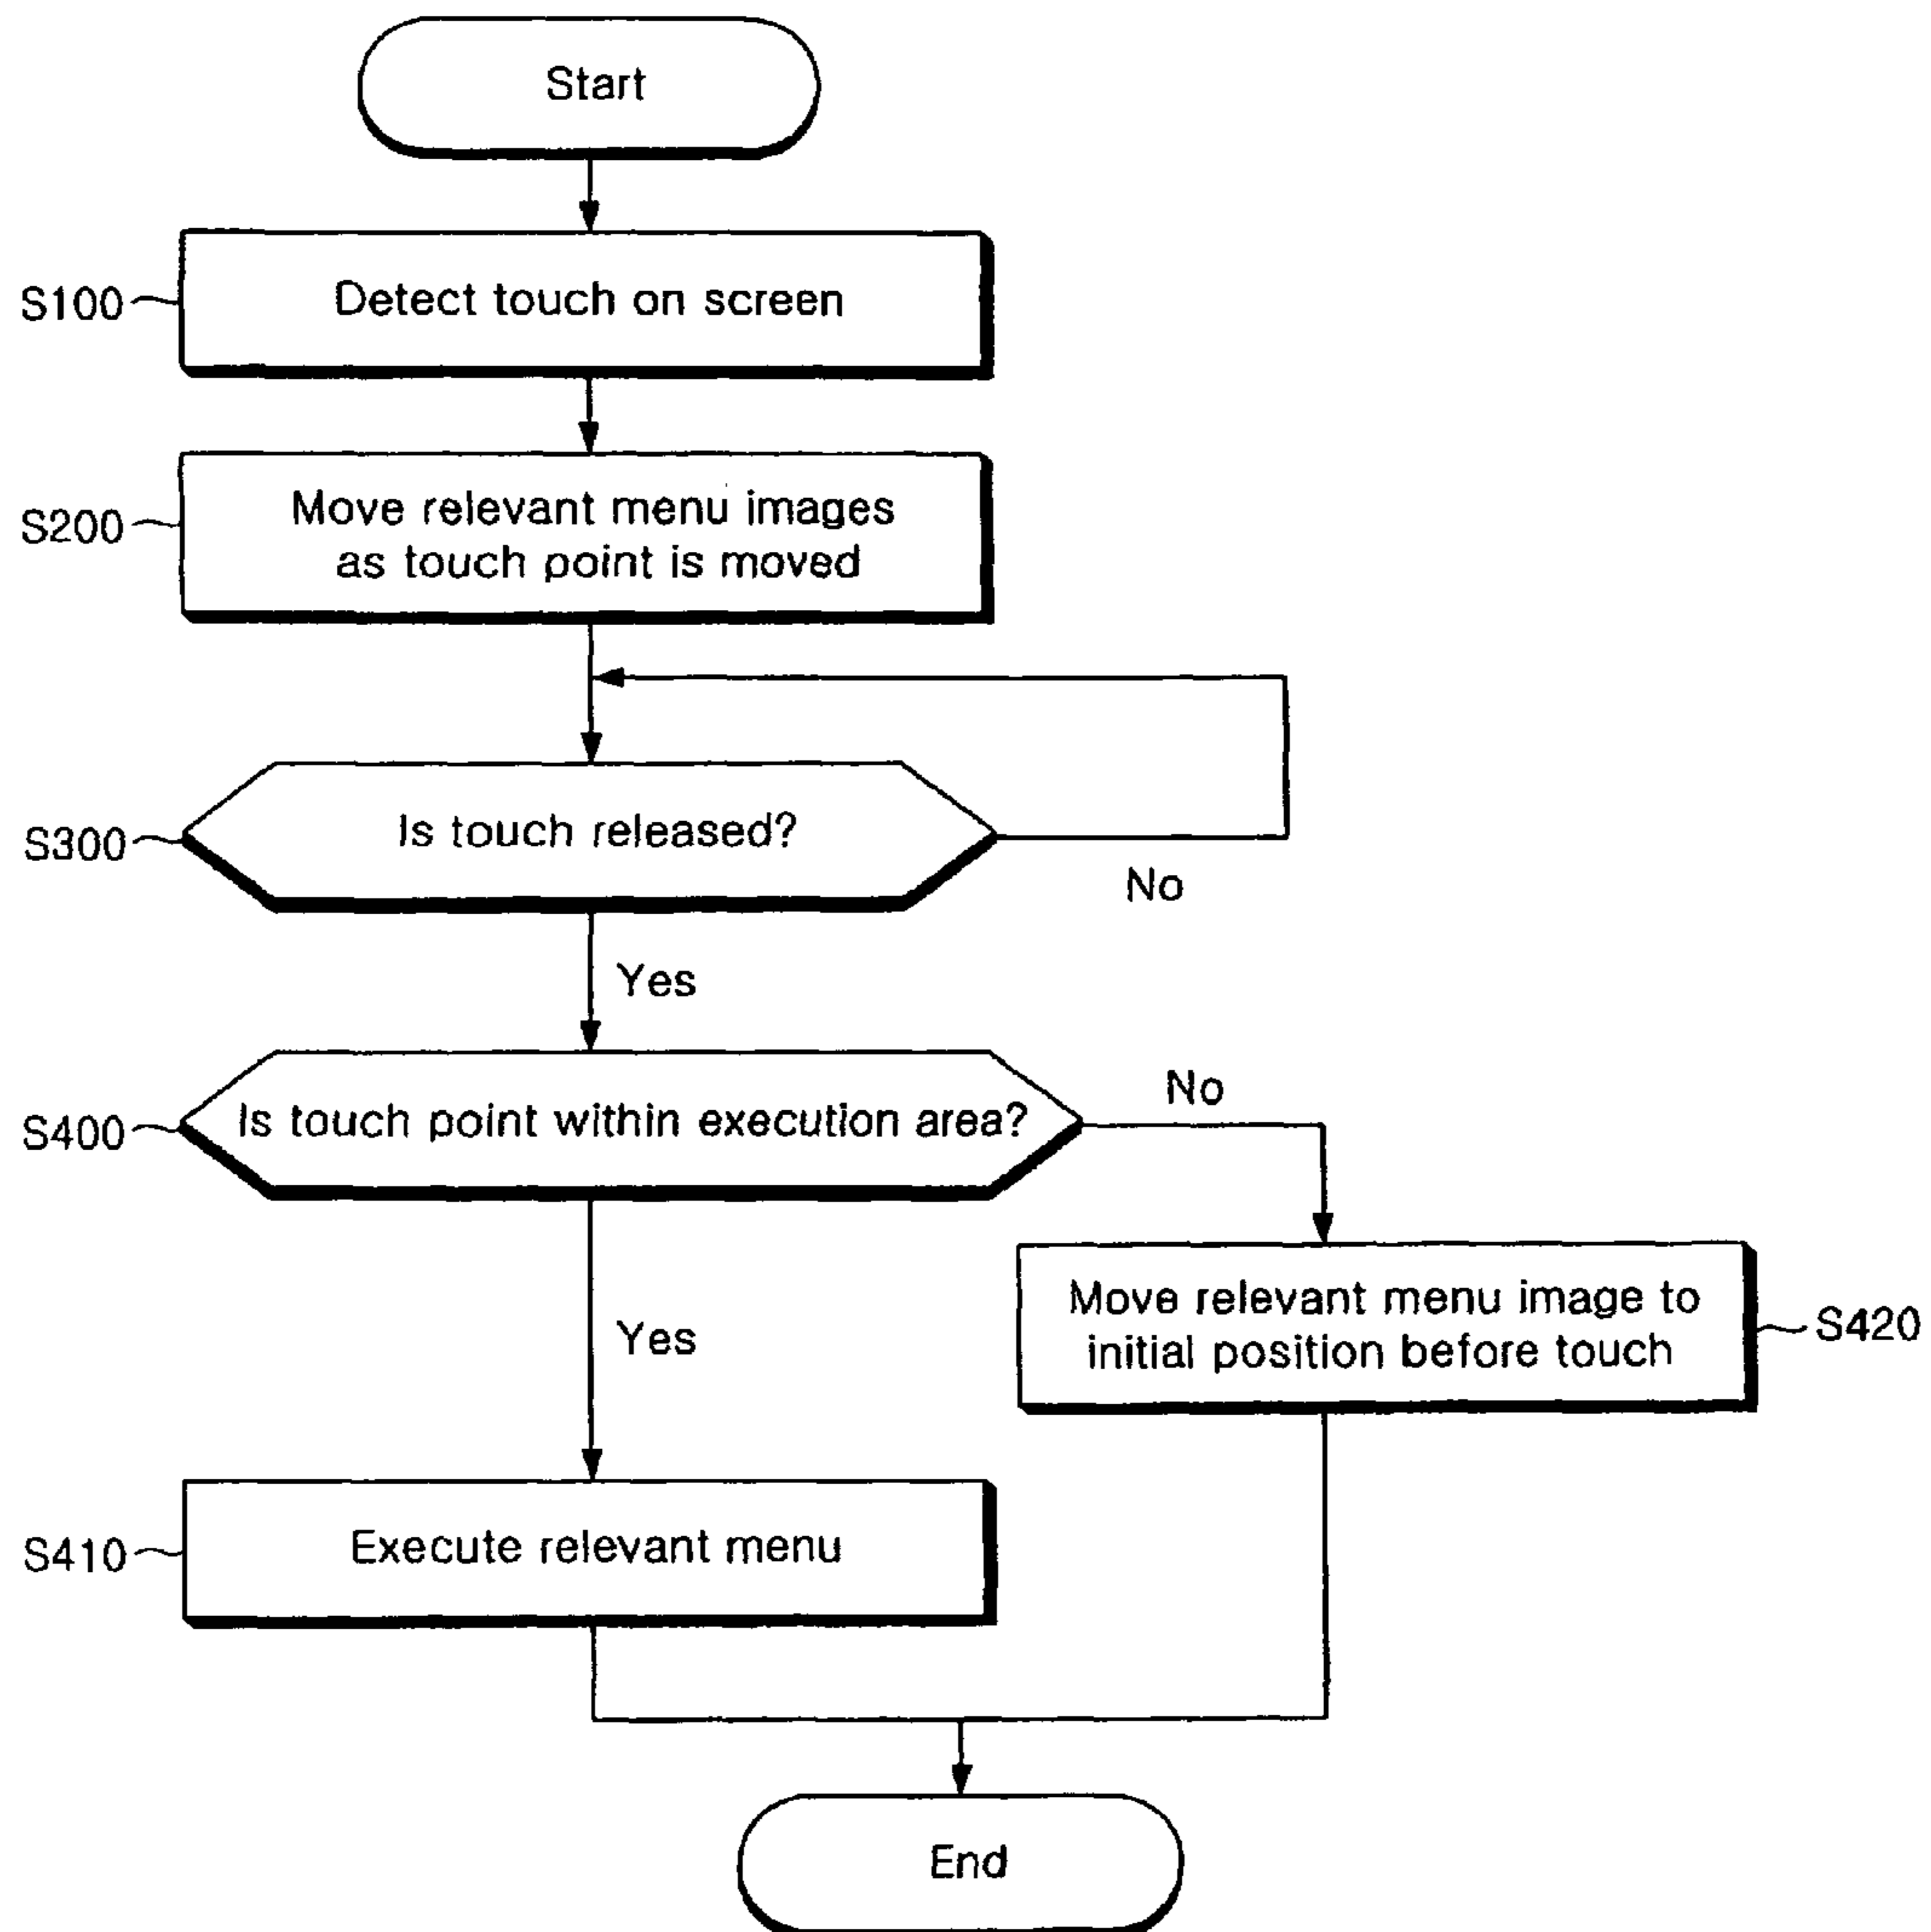 Start
S100
Detect touch on screen
S200
Move relevant menu images
as touch point is moved
S300
Is touch released?
No
Yes
S400
Is touch point within execution area?
No
Yes
Move relevant menu image to
initial position before touch
S420
S410
Execute relevant menu
End